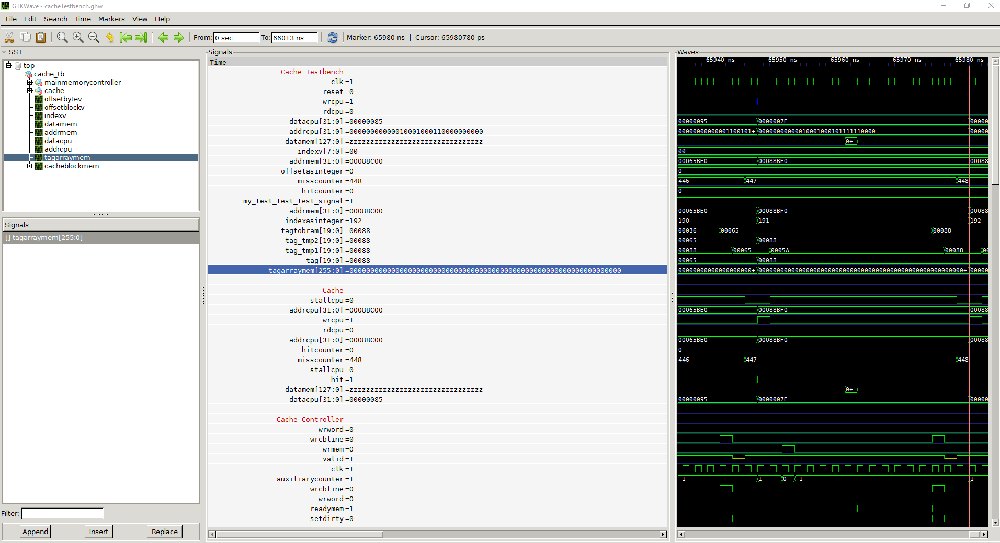 GTKWave - cacheTestbench.ghw
File Edit Search Time Markers View Help
From: 0 sec To: 66013 ns Marker: 65980 ns | Cursor: 65980780 ps
SST
top
cache_tb
mainmemorycontroller
cache
offsetbytev
offsetblockv
indexv
datamem
addrmem
datacpu
addrcpu
tagarraymem
cacheblockmem
Signals
[] tagarraymem[255:0]
Filter:
Append Insert Replace
Signals
Time
Cache Testbench
clk=1
reset=0
wrcpu=1
rdcpu=0
datacpu[31:0]=00000085
addrcpu[31:0]=00000000000010001000110000000000
datamem[127:0]=zzzzzzzzzzzzzzzzzzzzzzzzzzzzzzzz
indexv[7:0]=00
addrmem[31:0]=00088C00
offsetasinteger=0
misscounter=448
hitcounter=0
my_test_test_test_signal=1
addrmem[31:0]=00088C00
indexasinteger=192
tagtobram[19:0]=00088
tag_tmp2[19:0]=00088
tag_tmp1[19:0]=00088
tag[19:0]=00088
tagarraymem[255:0]=00000000000000000000000000000000000000000000000000000000000000000-----------
Cache
stallcpu=0
addrcpu[31:0]=00088C00
wrcpu=1
rdcpu=0
addrcpu[31:0]=00088C00
hitcounter=0
misscounter=448
stallcpu=0
hit=1
datamem[127:0]=zzzzzzzzzzzzzzzzzzzzzzzzzzzzzzzz
datacpu[31:0]=00000085
Cache Controller
wrword=0
wrcbline=0
wrmem=0
valid=1
clk=1
auxiliarycounter=1
wrcbline=0
wrword=0
readymem=1
setdirty=0
Waves
65940 ns 65950 ns 65960 ns 65970 ns 65980 ns
00000095 0000007F 00000
0000000000001100101+ 00000000000010001000101111110000 00000
0+
00
00065BE0 00088BF0 00088
0
446 447 448
0
00065BE0 00088BF0 00088
190 191 192
00036 00065 00088
00065 00088
00088 00065 0005A 00088 00
00065 00088
000000000000000000+ 0000000000000000000000000000000000000000000000000+ 00000
00065BE0 00088BF0 00088
00065BE0 00088BF0 00088
0
446 447 448
0+
00000095 0000007F 00000
-1 1 0 -1 1